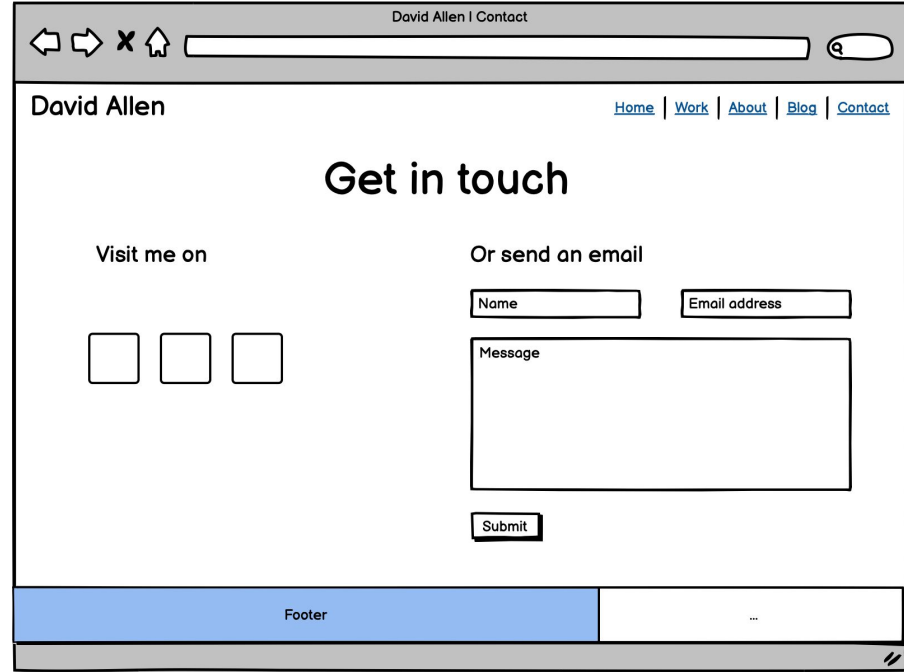 David Allen | Contact
David Allen
Home | Work | About | Blog | Contact
Get in touch
Visit me on
Or send an email
Name
Email address
Message
Submit
Footer
...